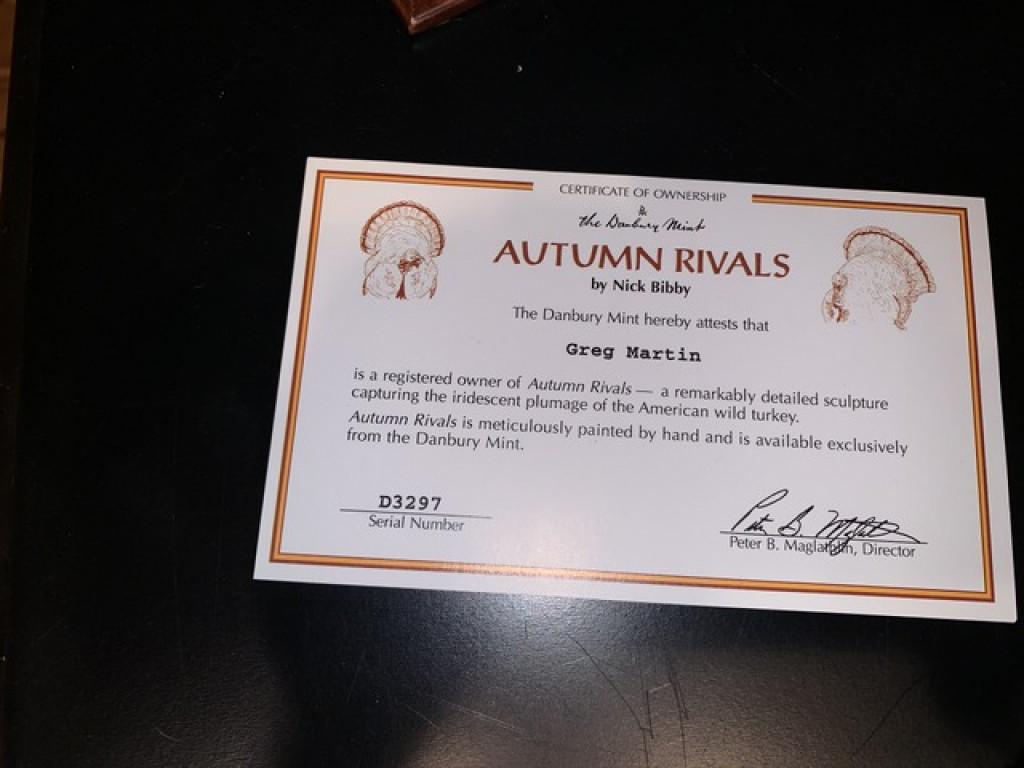 CERTIFICATE OF OWNERSHIP
the Danbury Mint
AUTUMN RIVALS
by Nick Bibby
The Danbury Mint hereby attests that
Greg Martin
is a registered owner of Autumn Rivals — a remarkably detailed sculpture
capturing the iridescent plumage of the American wild turkey.
Autumn Rivals is meticulously painted by hand and is available exclusively
from the Danbury Mint.
D3297
Serial Number
Peter B. Maglathlin, Director